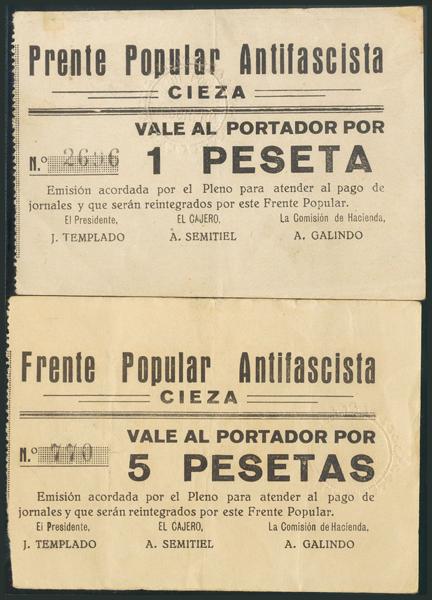 Prente Popular Antifascista
CIEZA
VALE AL PORTADOR POR
N.º 2606 1 PESETA
Emisión acordada por el Pleno para atender al pago de
jornales y que serán reintegrados por este Frente Popular.
El Presidente, EL CAJERO, La Comisión de Hacienda,
J. TEMPLADO A. SEMITIEL A. GALINDO
Frente Popular Antifascista
CIEZA
VALE AL PORTADOR POR
N.º 770 5 PESETAS
Emisión acordada por el Pleno para atender al pago de
jornales y que serán reintegrados por este Frente Popular.
El Presidente, EL CAJERO, La Comisión de Hacienda,
J. TEMPLADO A. SEMITIEL A. GALINDO